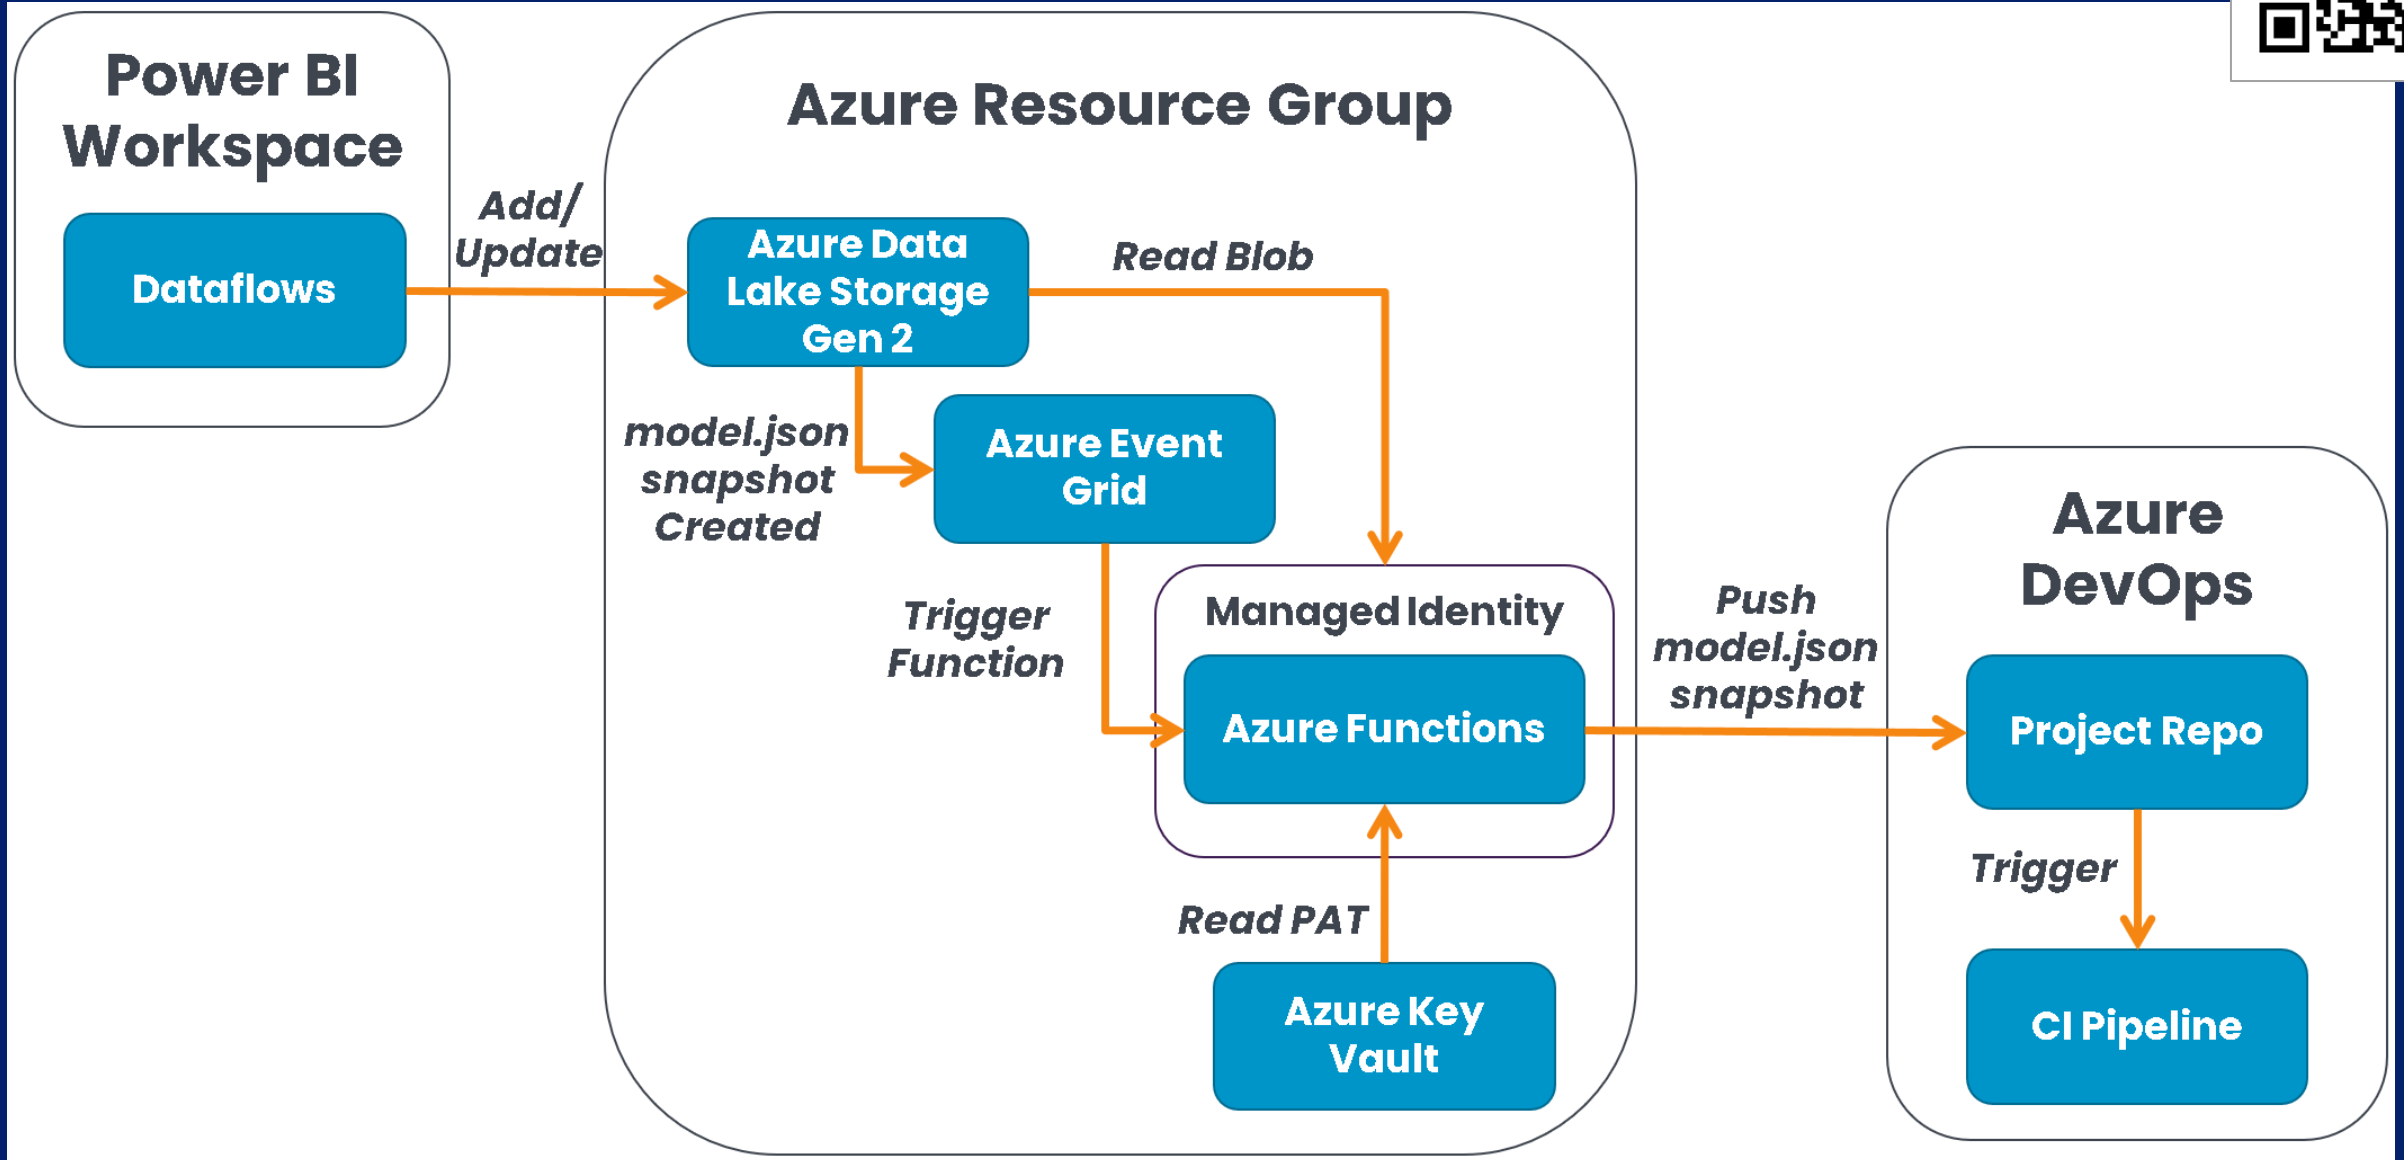 Power BI
Workspace
Dataflows
Add/
Update
Azure Resource Group
Azure Data
Lake Storage
Gen 2
Read Blob
model.json
snapshot
Created
Azure Event
Grid
Trigger
Function
Managed Identity
Azure Functions
Read PAT
Azure Key
Vault
Push
model.json
snapshot
Azure
DevOps
Project Repo
Trigger
CI Pipeline